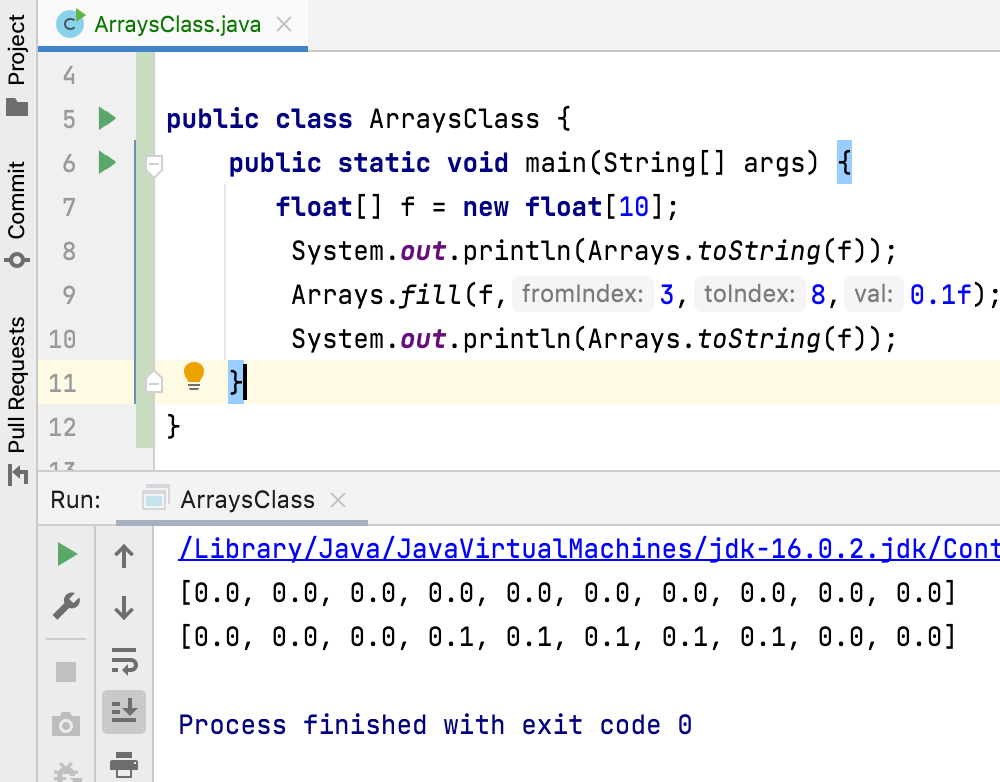 Project
Commit
Pull Requests
ArraysClass.java
4
5 public class ArraysClass {
6 public static void main(String[] args) {
7 float[] f = new float[10];
8 System.out.println(Arrays.toString(f));
9 Arrays.fill(f, fromIndex: 3, toIndex: 8, val: 0.1f);
10 System.out.println(Arrays.toString(f));
11 }
12 }
13
Run: ArraysClass
/Library/Java/JavaVirtualMachines/jdk-16.0.2.jdk/Cont
[0.0, 0.0, 0.0, 0.0, 0.0, 0.0, 0.0, 0.0, 0.0, 0.0]
[0.0, 0.0, 0.0, 0.1, 0.1, 0.1, 0.1, 0.1, 0.0, 0.0]
Process finished with exit code 0